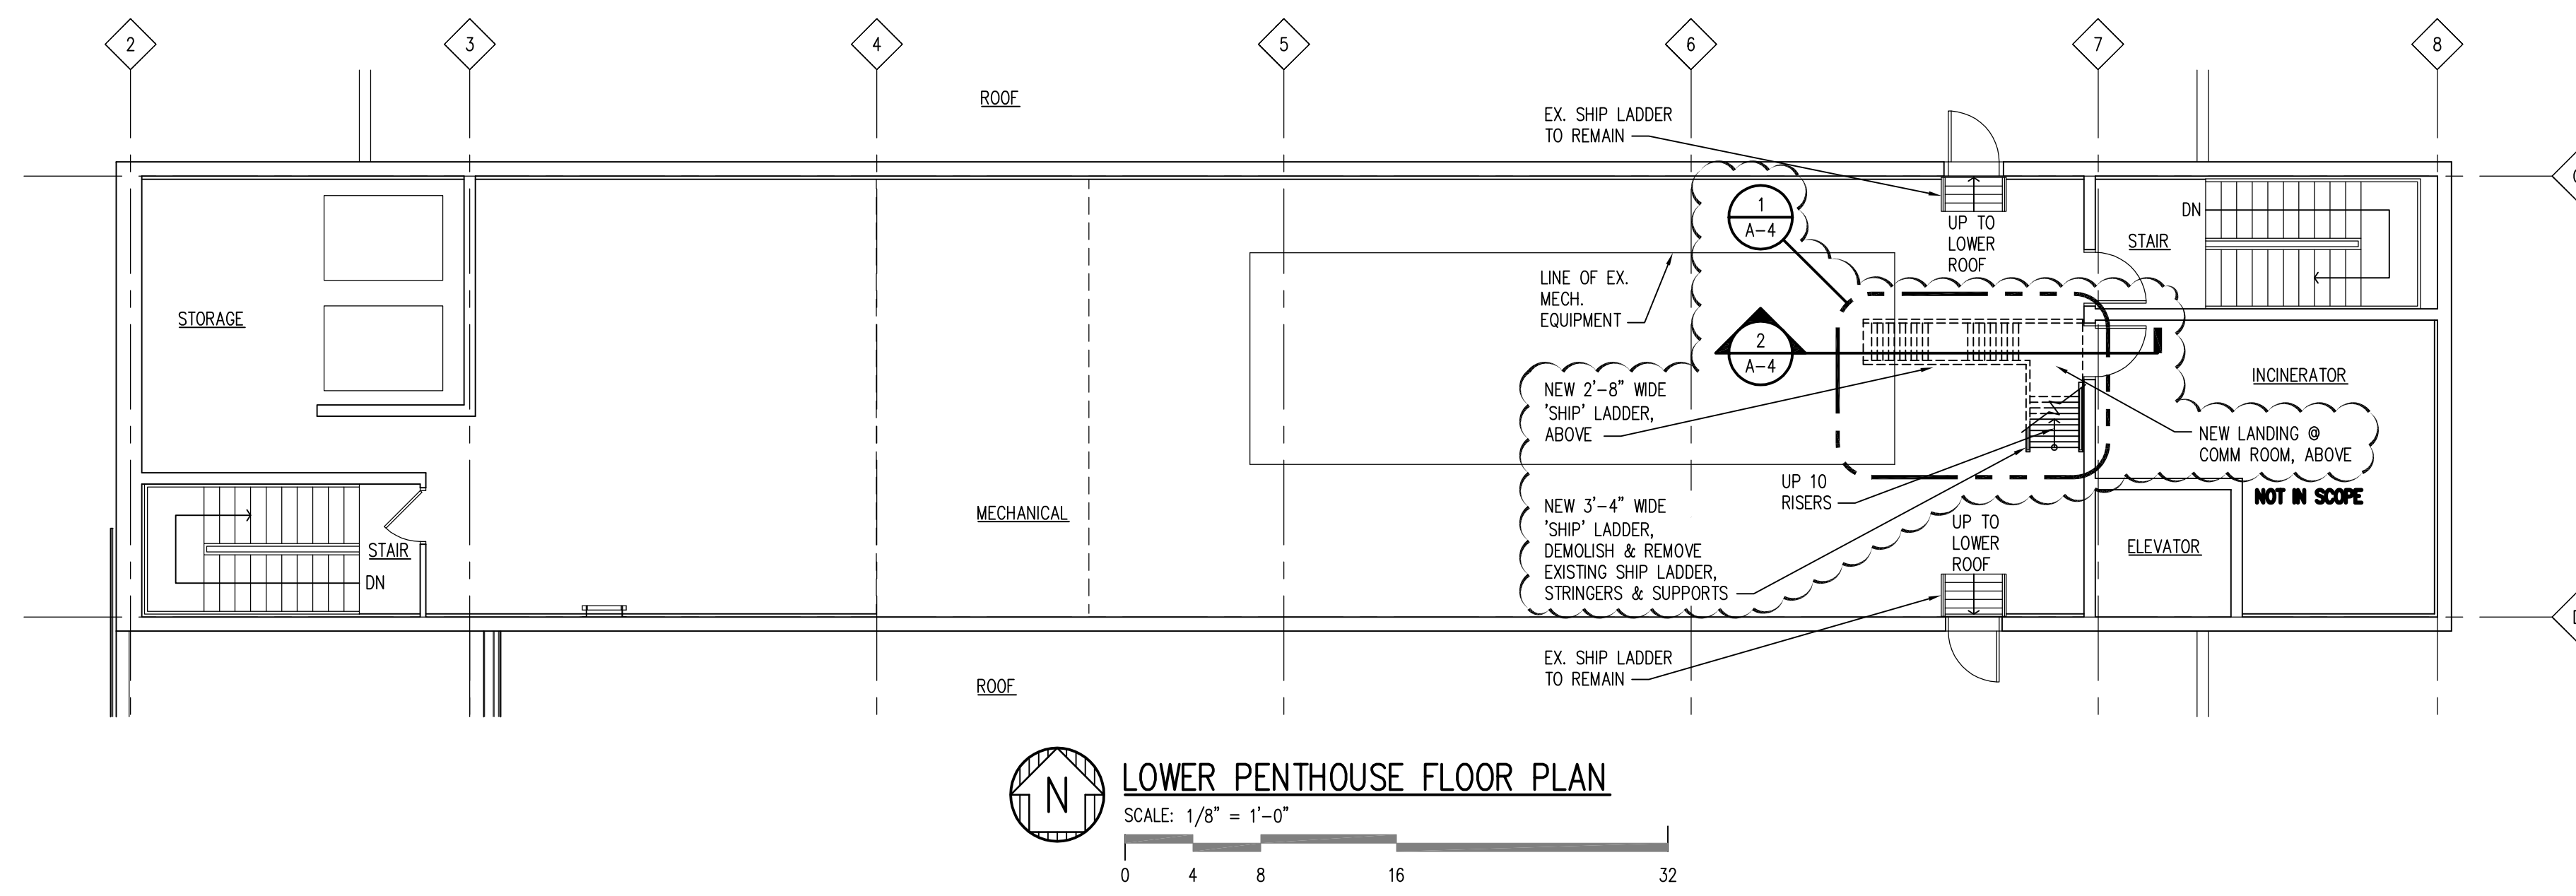 2
3
4
5
6
7
8
ROOF
EX. SHIP LADDER
TO REMAIN
1
A-4
UP TO
LOWER
ROOF
DN
STAIR
LINE OF EX.
MECH.
EQUIPMENT
STORAGE
2
A-4
INCINERATOR
NEW 2'-8" WIDE
'SHIP' LADDER,
ABOVE
NEW LANDING @
COMM ROOM, ABOVE
NOT IN SCOPE
UP 10
RISERS
MECHANICAL
NEW 3'-4" WIDE
'SHIP' LADDER,
DEMOLISH & REMOVE
EXISTING SHIP LADDER,
STRINGERS & SUPPORTS
UP TO
LOWER
ROOF
ELEVATOR
STAIR
DN
EX. SHIP LADDER
TO REMAIN
ROOF
N
LOWER PENTHOUSE FLOOR PLAN
SCALE: 1/8" = 1'-0"
0 4 8 16 32